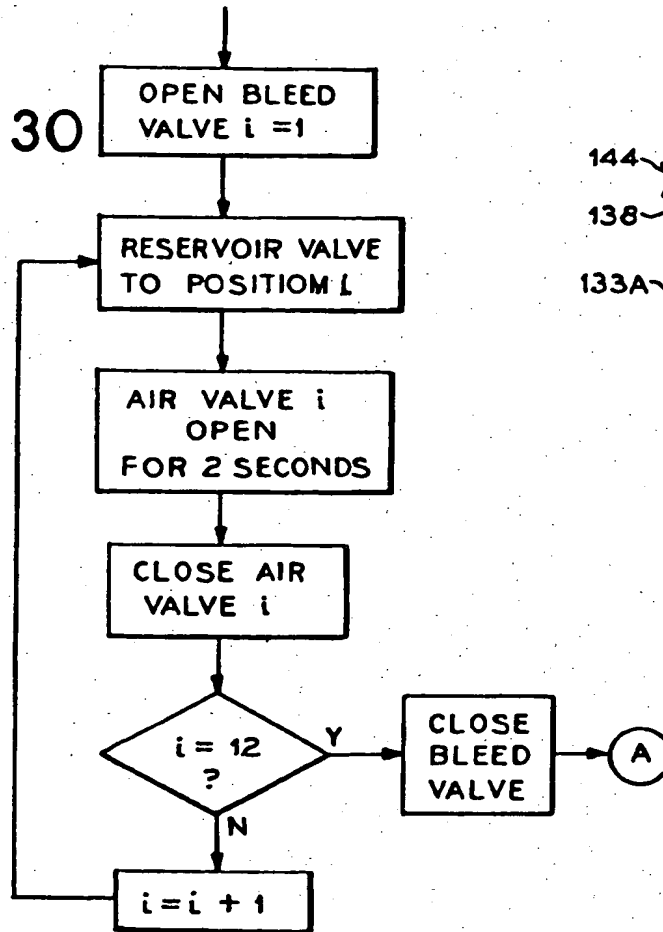 30
OPEN BLEED
VALVE i =1
144
138
133A
RESERVOIR VALVE
TO POSITIOM i
AIR VALVE i
OPEN
FOR 2 SECONDS
CLOSE AIR
VALVE i
i = 12
?
Y
N
CLOSE
BLEED
VALVE
A
i = i + 1